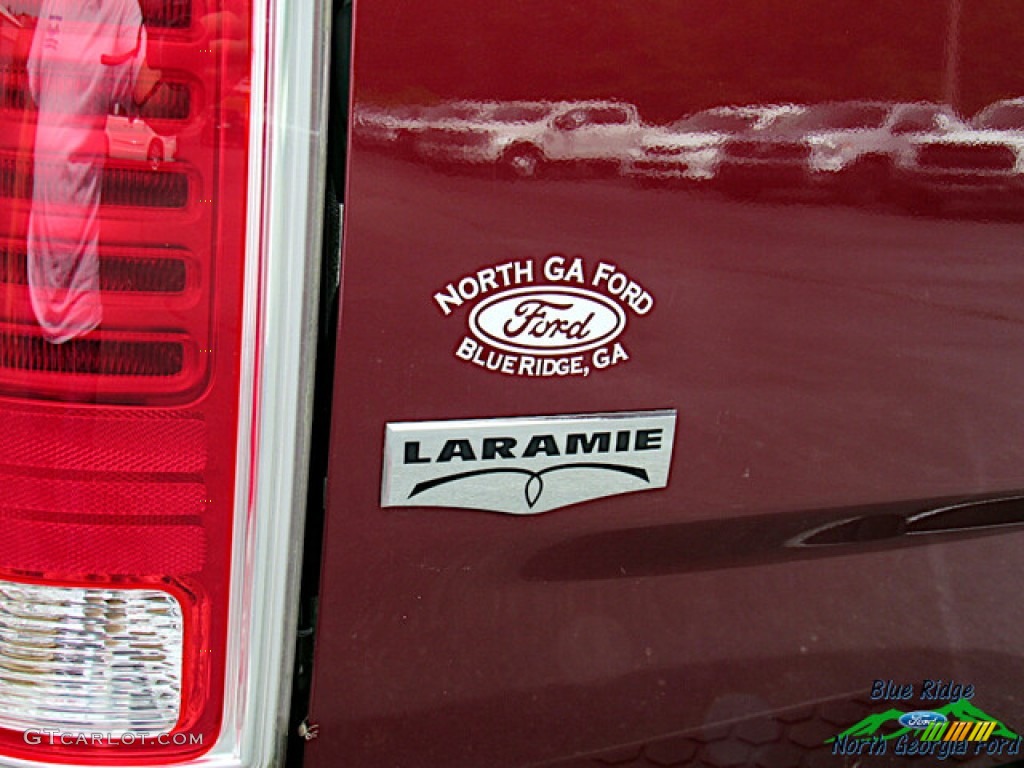 NORTH GA FORD
Ford
BLUE RIDGE, GA
LARAMIE
GTCARLOT.COM
Blue Ridge
Ford
North Georgia Ford